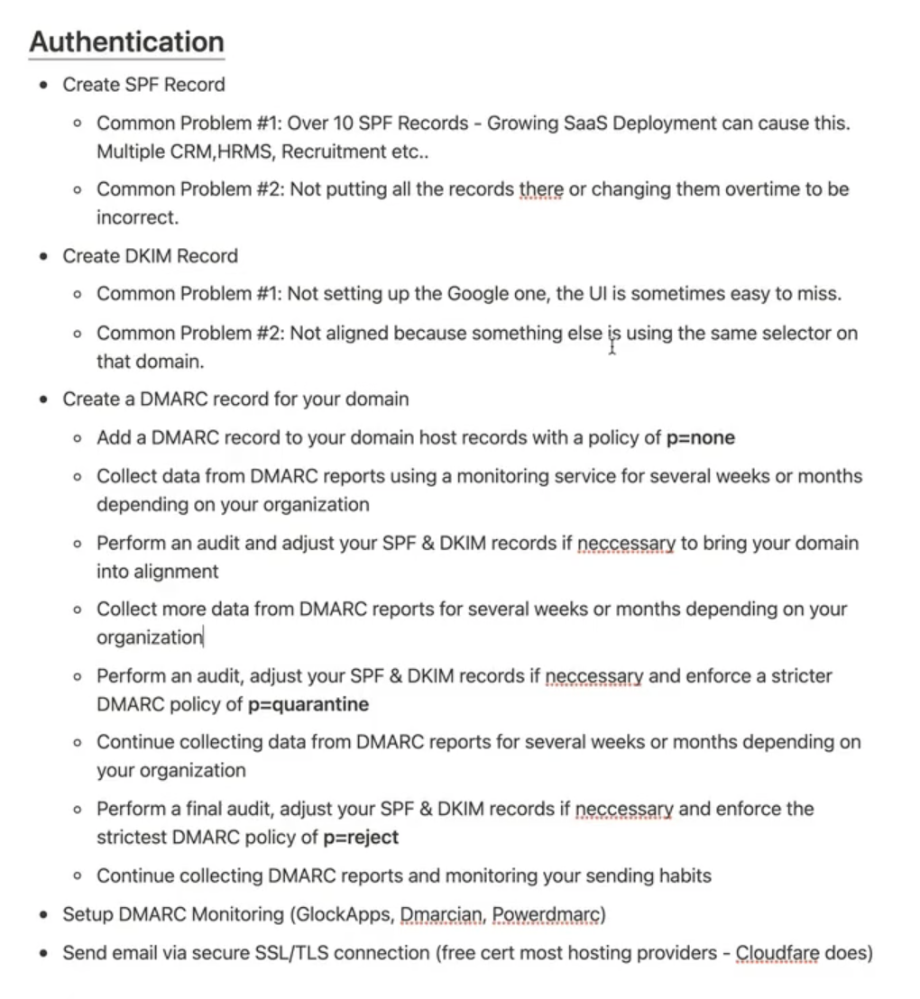 Authentication
• Create SPF Record
◦ Common Problem #1: Over 10 SPF Records - Growing SaaS Deployment can cause this.
Multiple CRM,HRMS, Recruitment etc..
◦ Common Problem #2: Not putting all the records there or changing them overtime to be
incorrect.
• Create DKIM Record
◦ Common Problem #1: Not setting up the Google one, the UI is sometimes easy to miss.
◦ Common Problem #2: Not aligned because something else is using the same selector on
that domain.
• Create a DMARC record for your domain
◦ Add a DMARC record to your domain host records with a policy of p=none
◦ Collect data from DMARC reports using a monitoring service for several weeks or months
depending on your organization
◦ Perform an audit and adjust your SPF & DKIM records if neccessary to bring your domain
into alignment
◦ Collect more data from DMARC reports for several weeks or months depending on your
organization
◦ Perform an audit, adjust your SPF & DKIM records if neccessary and enforce a stricter
DMARC policy of p=quarantine
◦ Continue collecting data from DMARC reports for several weeks or months depending on
your organization
◦ Perform a final audit, adjust your SPF & DKIM records if neccessary and enforce the
strictest DMARC policy of p=reject
◦ Continue collecting DMARC reports and monitoring your sending habits
• Setup DMARC Monitoring (GlockApps, Dmarcian, Powerdmarc)
• Send email via secure SSL/TLS connection (free cert most hosting providers - Cloudfare does)